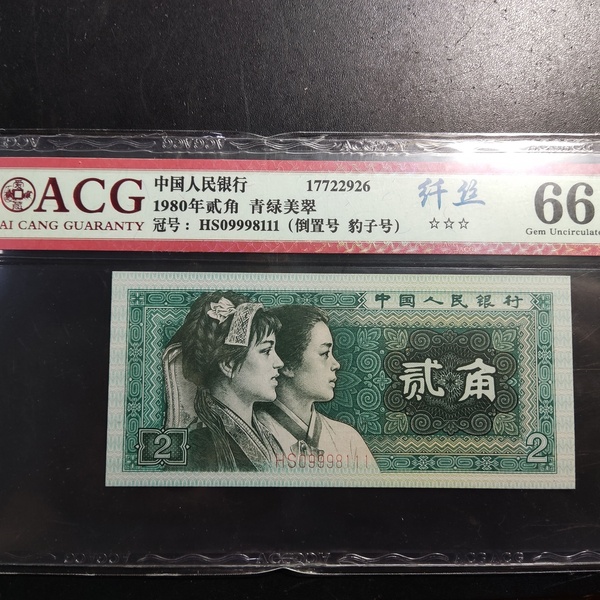 ACG
AI CANG GUARANTY
中国人民银行 17722926
1980年贰角 青绿美翠
冠号：HS09998111（倒置号 豹子号）
纤丝
☆☆☆
66
Gem Uncirculate
中国人民银行
贰角
2
HS09998111
2